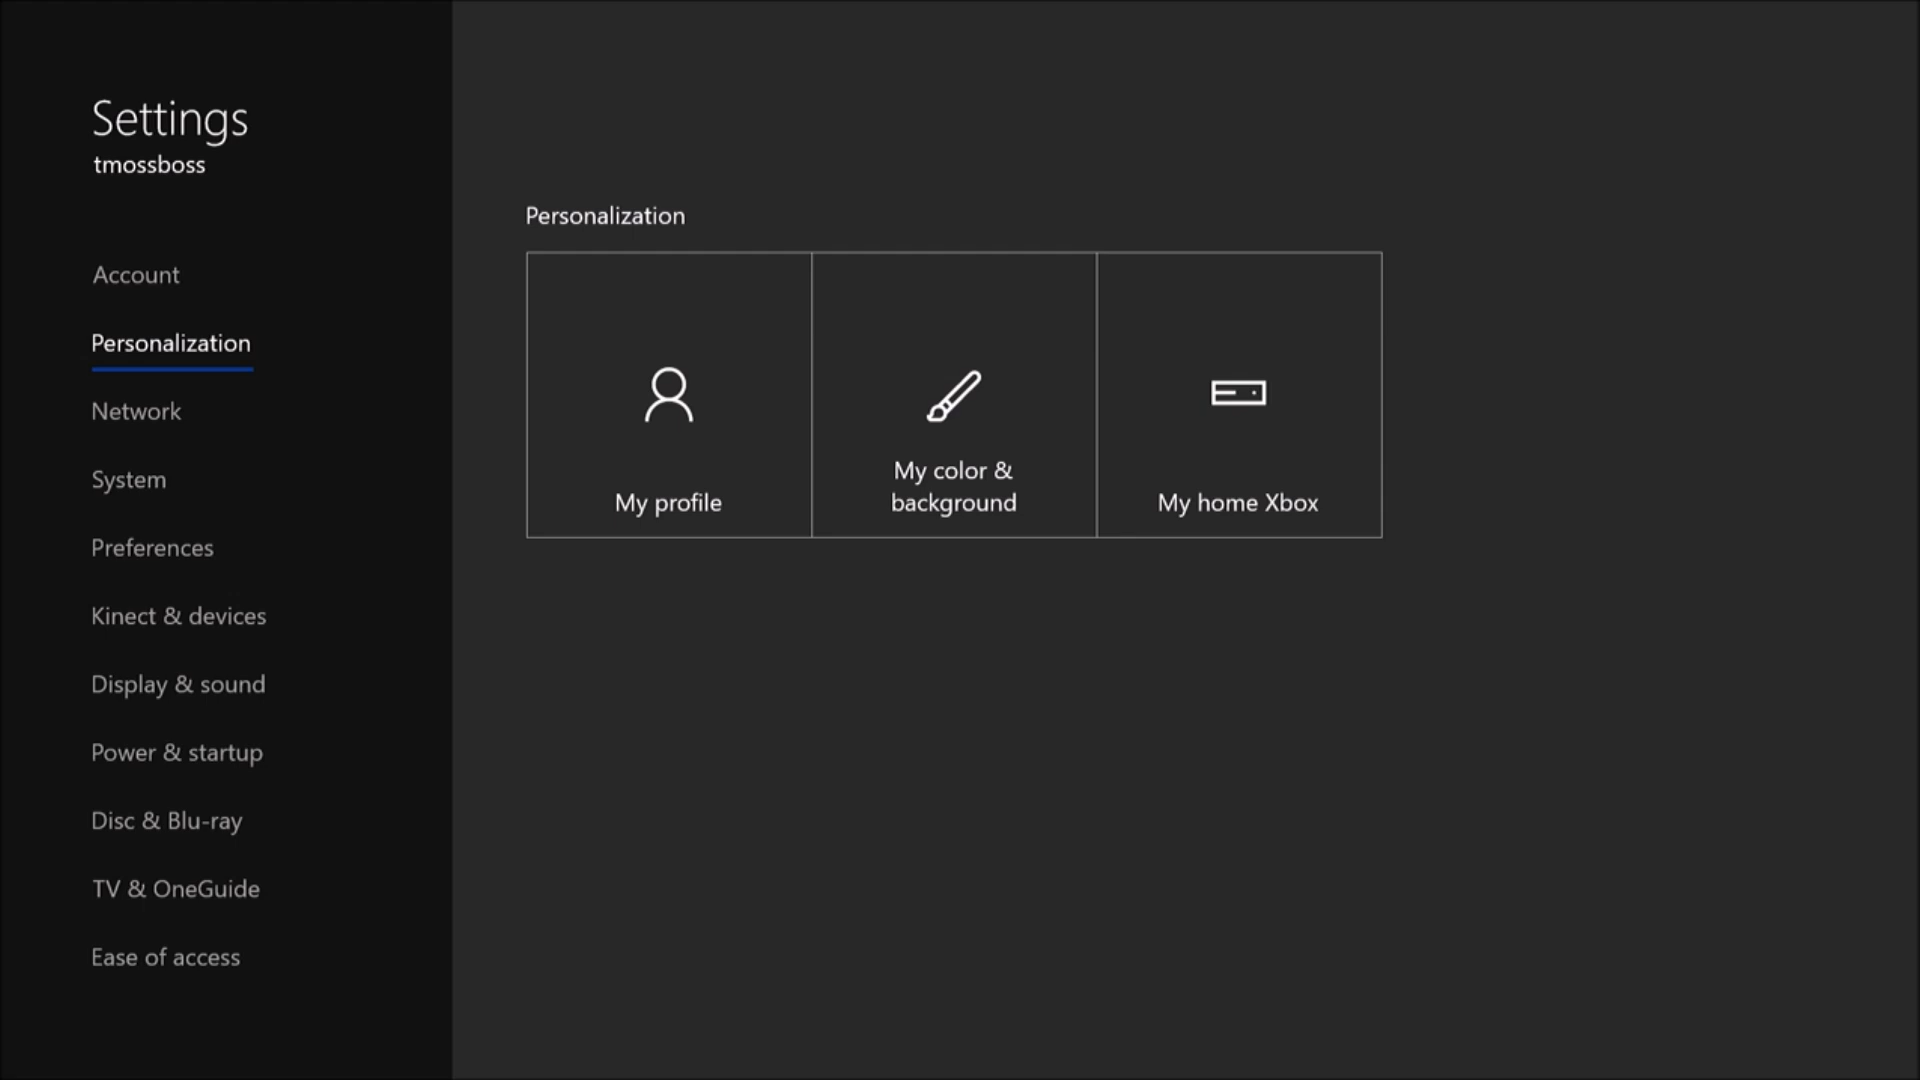 Settings
tmossboss
Account
Personalization
Network
System
Preferences
Kinect & devices
Display & sound
Power & startup
Disc & Blu-ray
TV & OneGuide
Ease of access
Personalization
My profile
My color &
background
My home Xbox